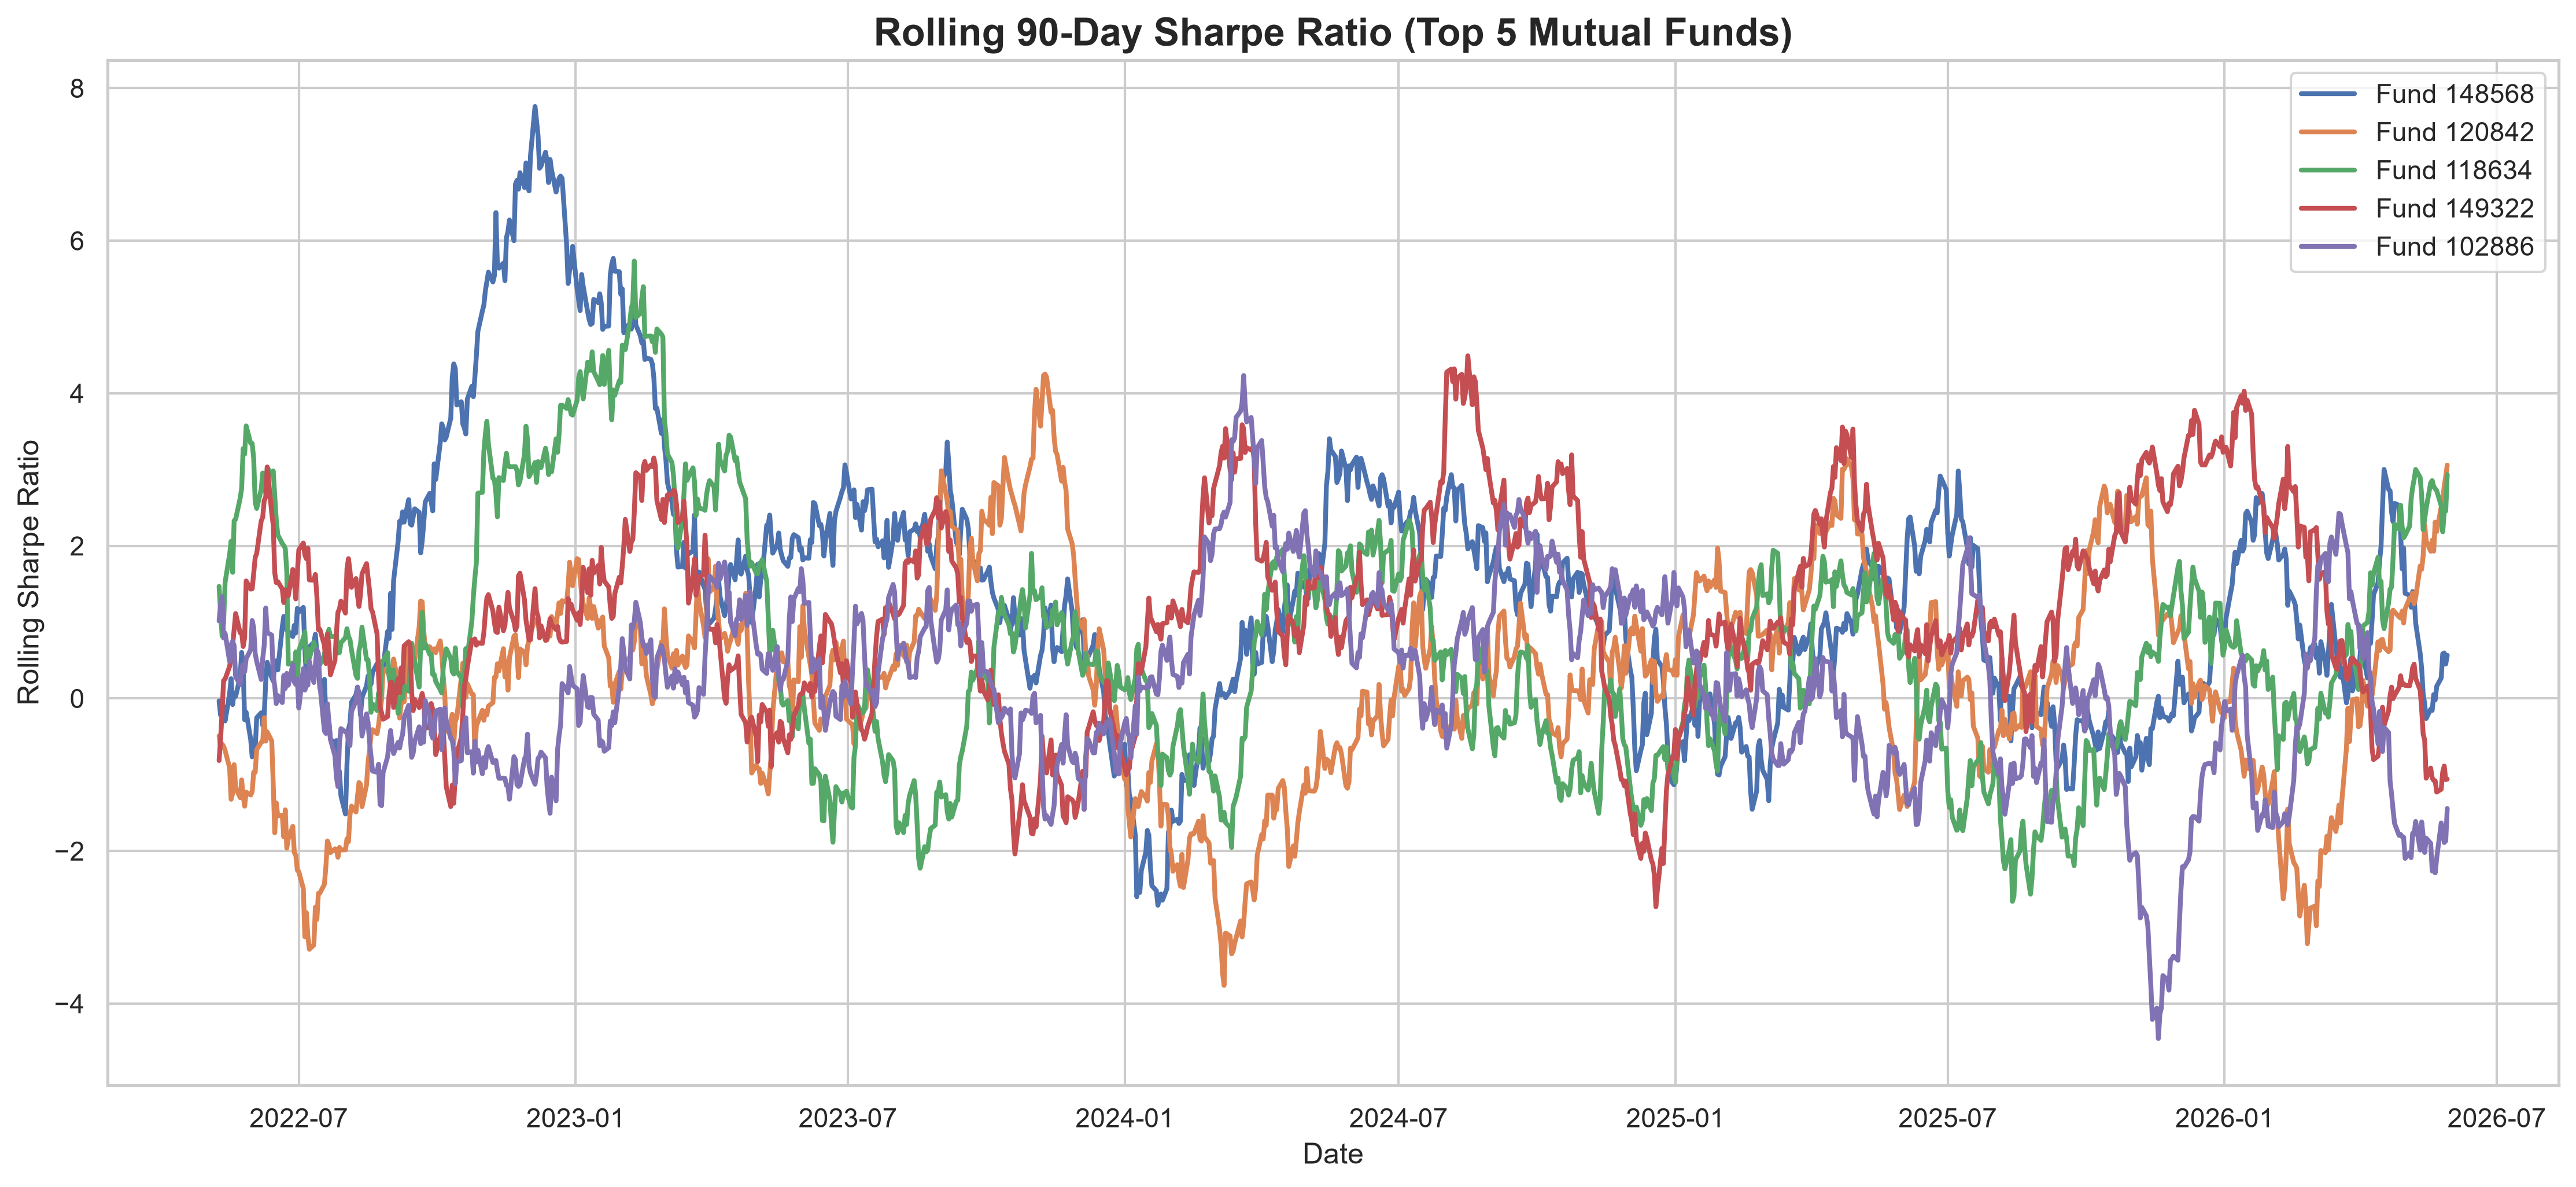 Rolling 90-Day Sharpe Ratio (Top 5 Mutual Funds)
Fund 148568
Fund 120842
Fund 118634
Fund 149322
Fund 102886
Rolling Sharpe Ratio
8
6
4
2
0
−2
−4
2022-07
2023-01
2023-07
2024-01
2024-07
2025-01
2025-07
2026-01
2026-07
Date